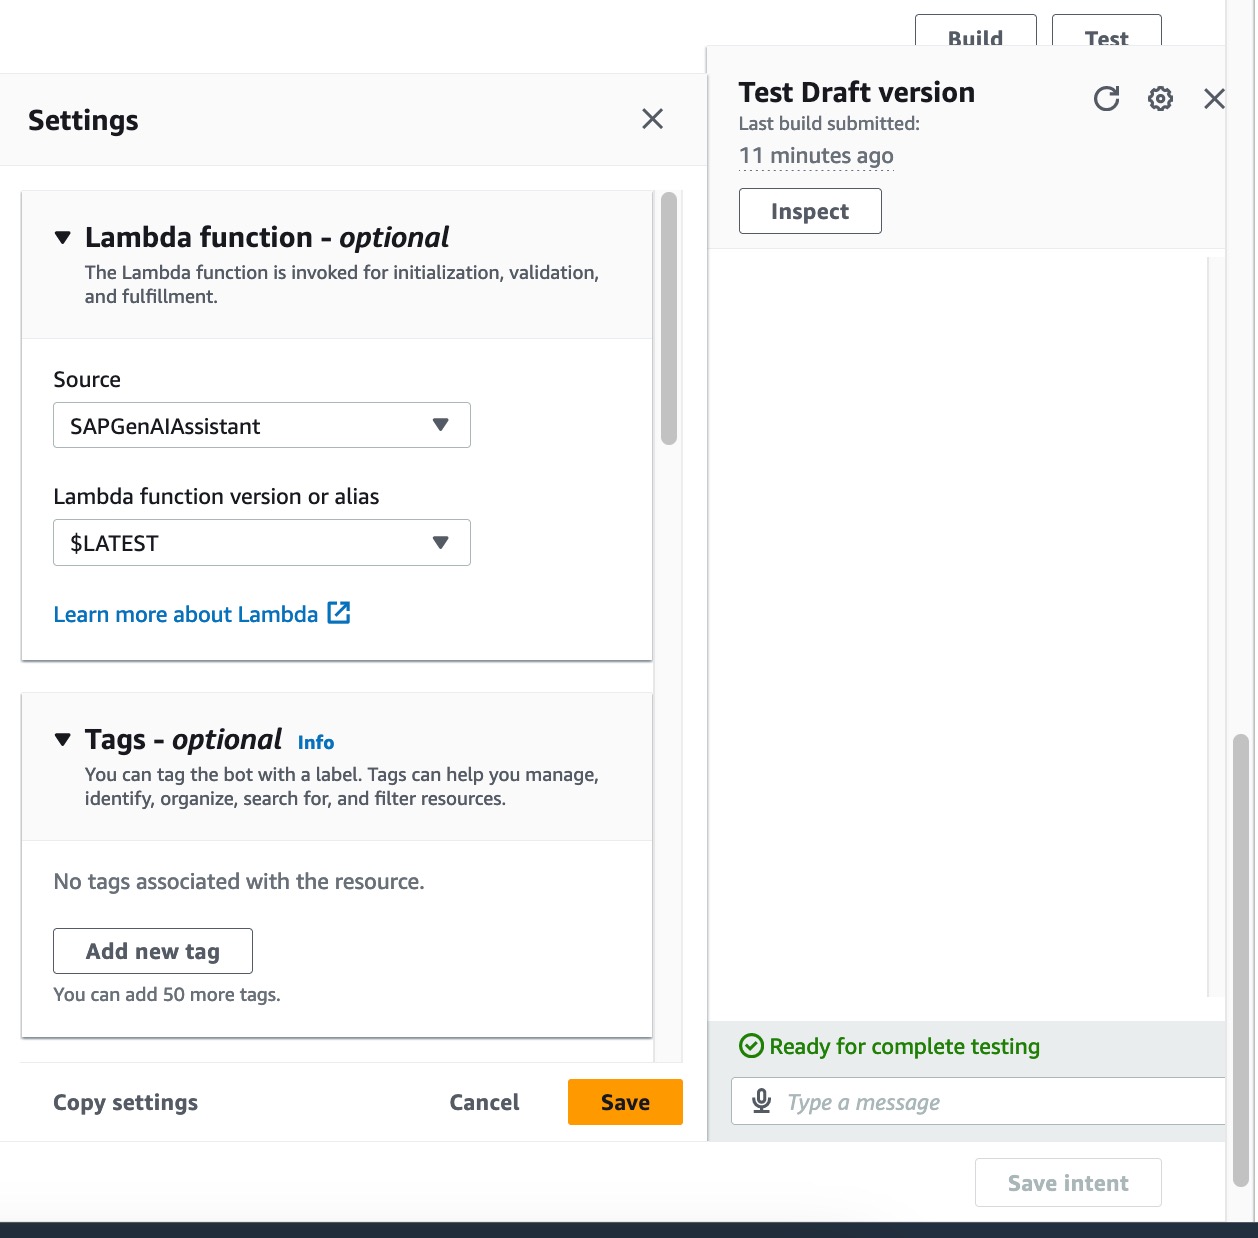 Build
Test
Settings
Test Draft version
Last build submitted:
11 minutes ago
Inspect
Lambda function - optional
The Lambda function is invoked for initialization, validation,
and fulfillment.
Source
SAPGenAIAssistant
Lambda function version or alias
$LATEST
Learn more about Lambda
Tags - optional Info
You can tag the bot with a label. Tags can help you manage,
identify, organize, search for, and filter resources.
No tags associated with the resource.
Add new tag
You can add 50 more tags.
Copy settings
Cancel
Save
Ready for complete testing
Type a message
Save intent